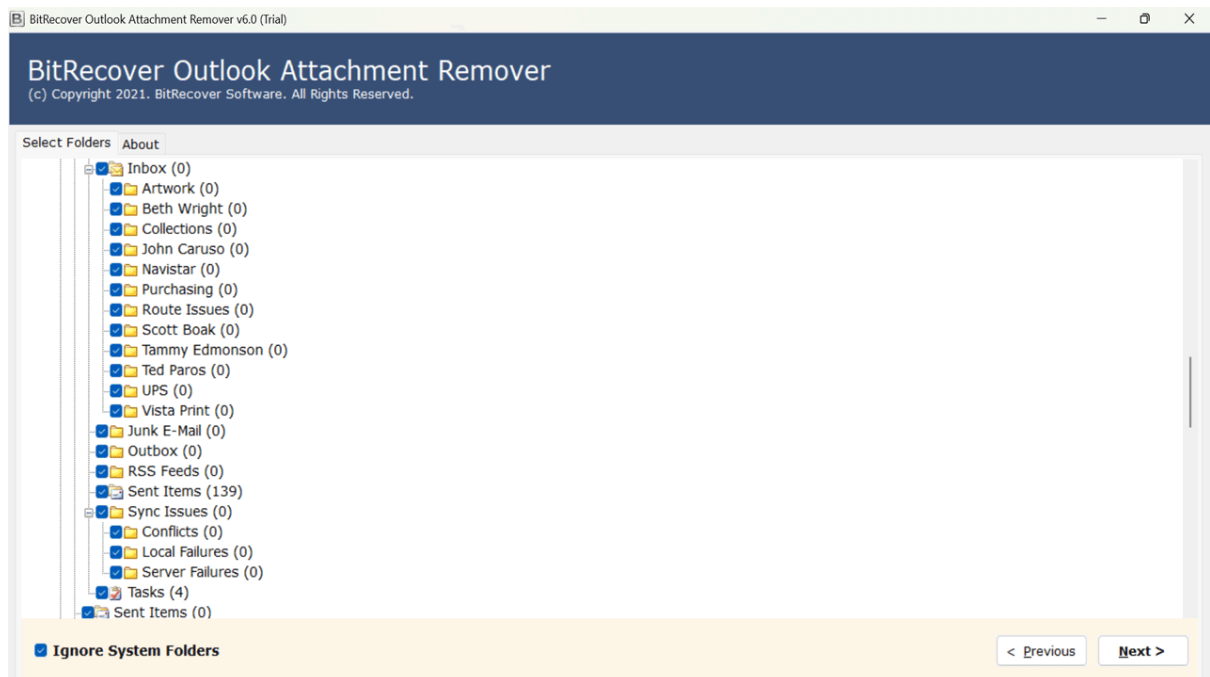 BitRecover Outlook Attachment Remover v6.0 (Trial)
BitRecover Outlook Attachment Remover
(c) Copyright 2021. BitRecover Software. All Rights Reserved.
Select Folders About
Inbox (0)
Artwork (0)
Beth Wright (0)
Collections (0)
John Caruso (0)
Navistar (0)
Purchasing (0)
Route Issues (0)
Scott Boak (0)
Tammy Edmonson (0)
Ted Paros (0)
UPS (0)
Vista Print (0)
Junk E-Mail (0)
Outbox (0)
RSS Feeds (0)
Sent Items (139)
Sync Issues (0)
Conflicts (0)
Local Failures (0)
Server Failures (0)
Tasks (4)
Sent Items (0)
Ignore System Folders < Previous Next >